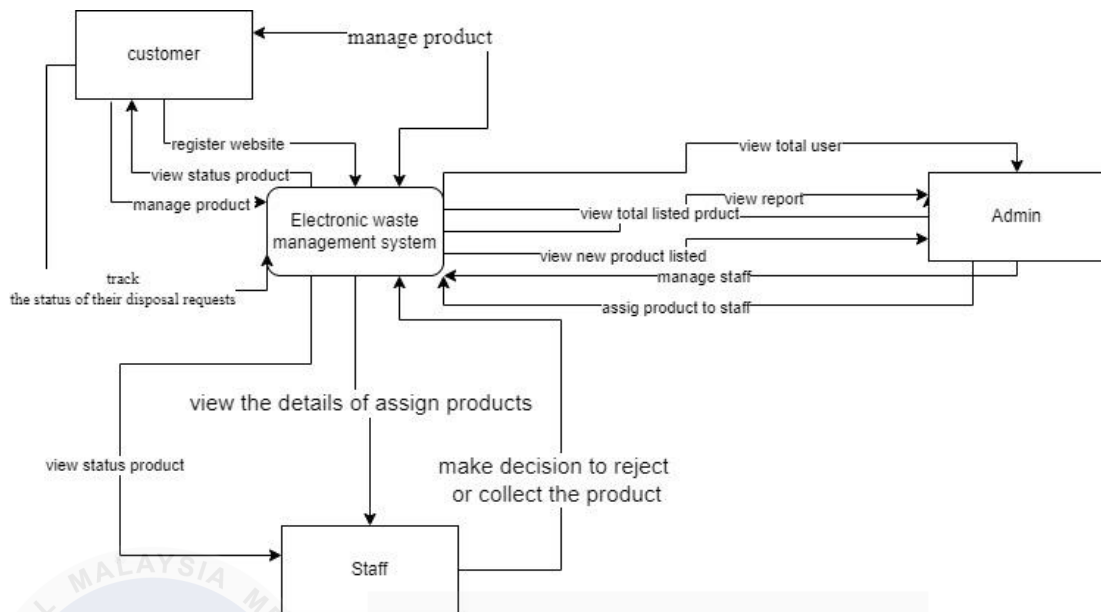 customer
manage product
register website
view status product
manage product
view total user
view report
view total listed prduct
Admin
Electronic waste
management system
view new product listed
manage staff
assig product to staff
track
the status of their disposal requests
view the details of assign products
view status product
make decision to reject
or collect the product
Staff
MALAYSIA